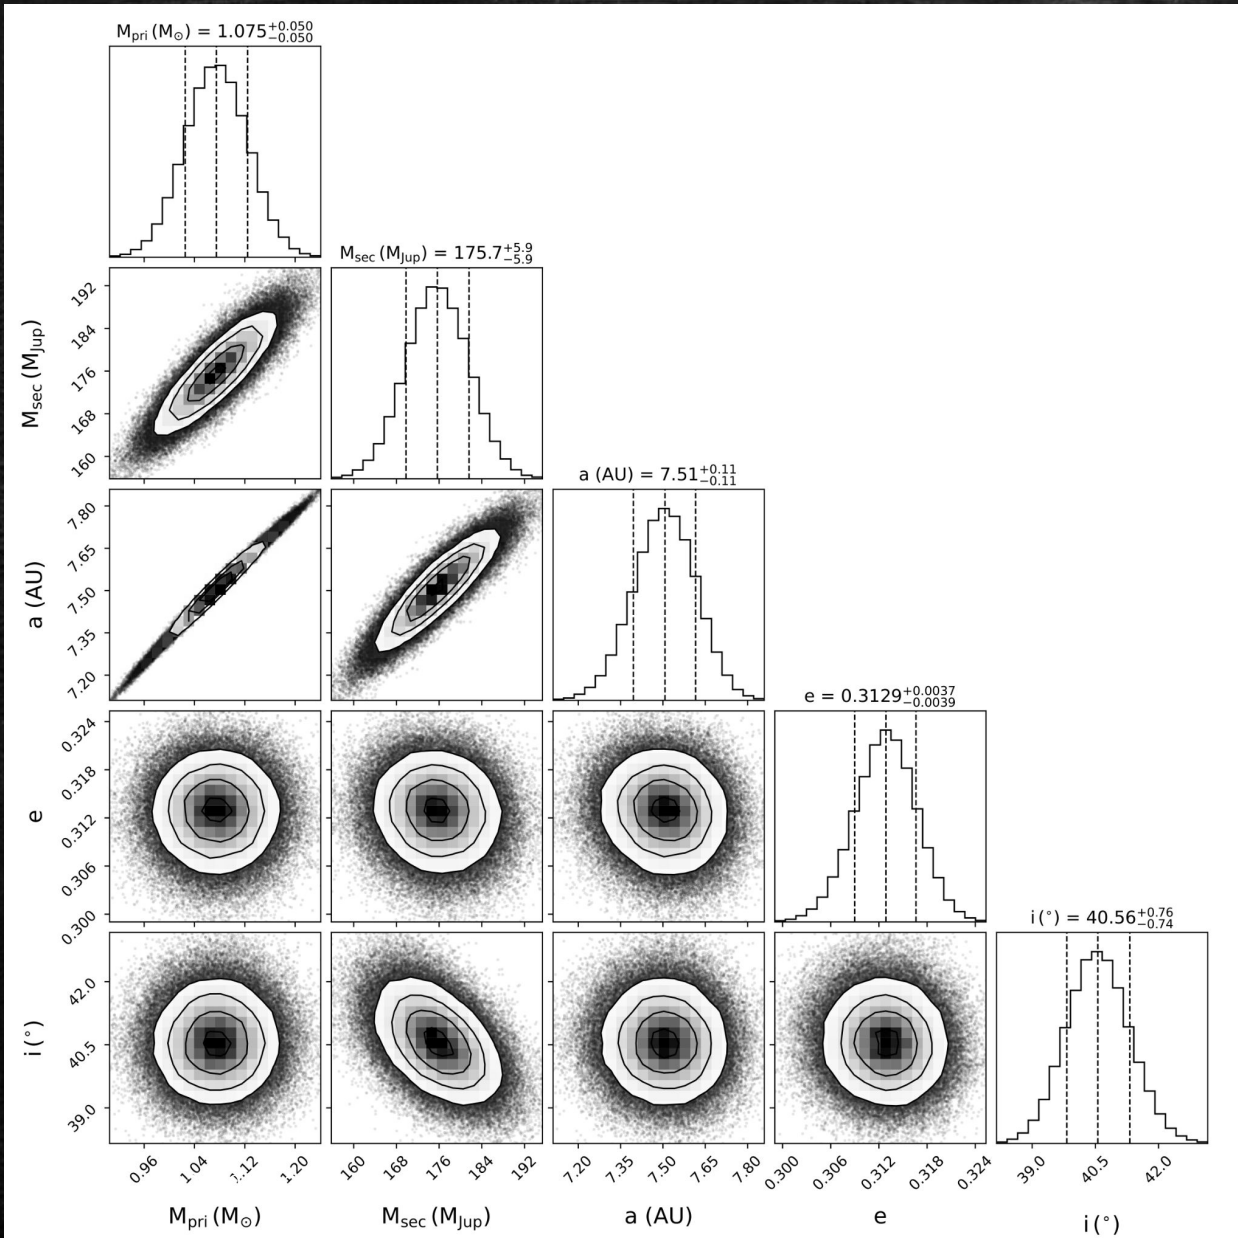 M_pri (M_⊙) = 1.075^{+0.050}_{−0.050}
M_sec (M_Jup) = 175.7^{+5.9}_{−5.9}
M_sec (M_Jup)
192
184
176
168
160
a (AU) = 7.51^{+0.11}_{−0.11}
a (AU)
7.80
7.65
7.50
7.35
7.20
e = 0.3129^{+0.0037}_{−0.0039}
e
0.324
0.318
0.312
0.306
0.300
i (°) = 40.56^{+0.76}_{−0.74}
i (°)
42.0
40.5
39.0
0.96 1.04 1.12 1.20 160 168 176 184 192 7.20 7.35 7.50 7.65 7.80 0.300 0.306 0.312 0.318 0.324 39.0 40.5 42.0
M_pri (M_⊙) M_sec (M_Jup) a (AU) e i (°)